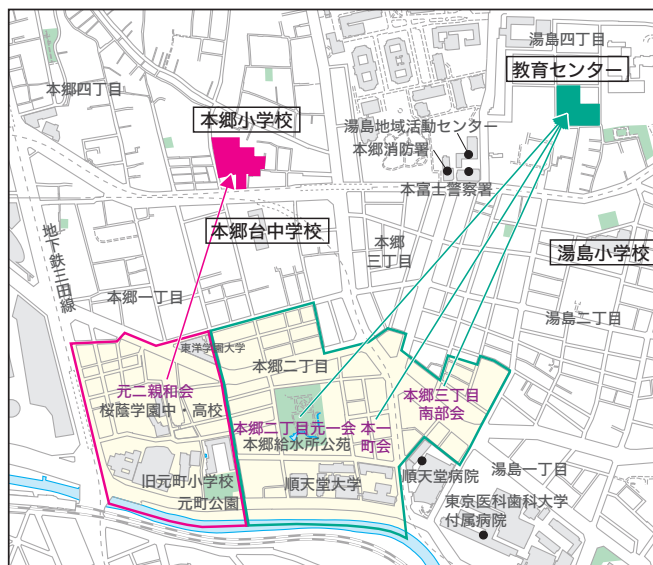 湯島四丁目
教育センター
本郷四丁目
本郷小学校
湯島地域活動センター
本郷消防署
本富士警察署
地下鉄三田線
本郷台中学校
本郷
三丁目
湯島小学校
本郷一丁目
湯島二丁目
東洋学園大学
本郷二丁目
元二親和会
桜蔭学園中・高校
本郷三丁目
南部会
本郷二丁目元一会
本一
町会
本郷給水所公苑
旧元町小学校
元町公園
順天堂大学
順天堂病院
湯島一丁目
東京医科歯科大学
付属病院